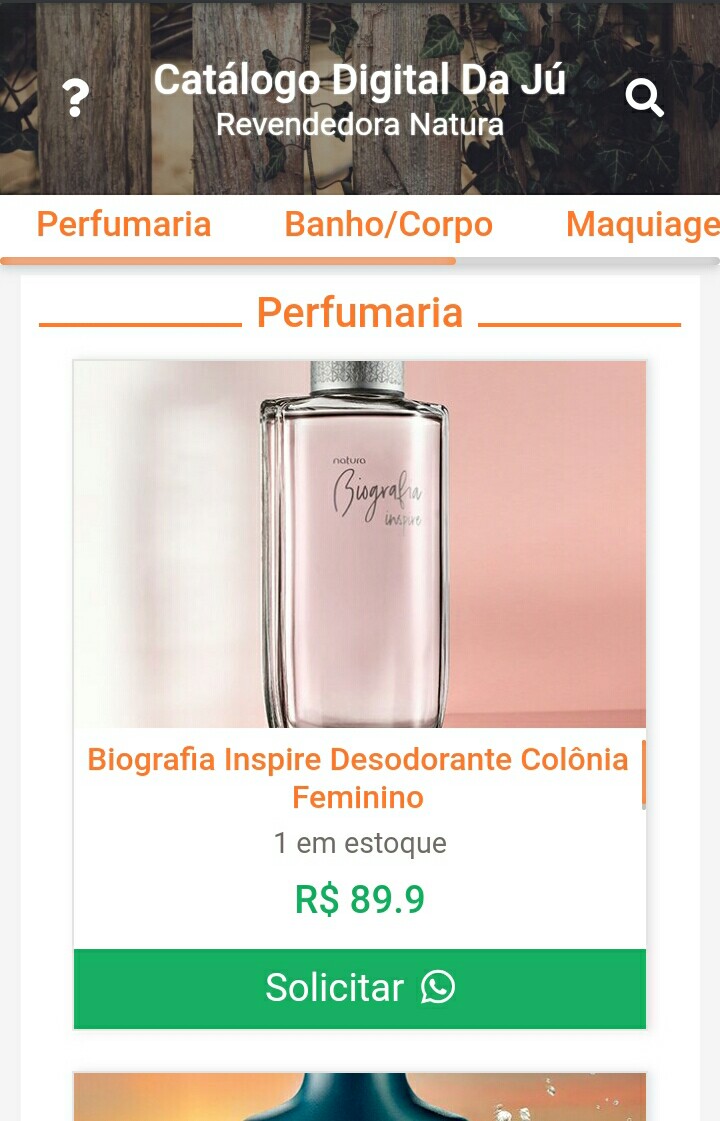 ?
Catálogo Digital Da Jú
Revendedora Natura
Perfumaria Banho/Corpo Maquiage
Perfumaria
natura
Biografia
inspire
Biografia Inspire Desodorante Colônia
Feminino
1 em estoque
R$ 89.9
Solicitar